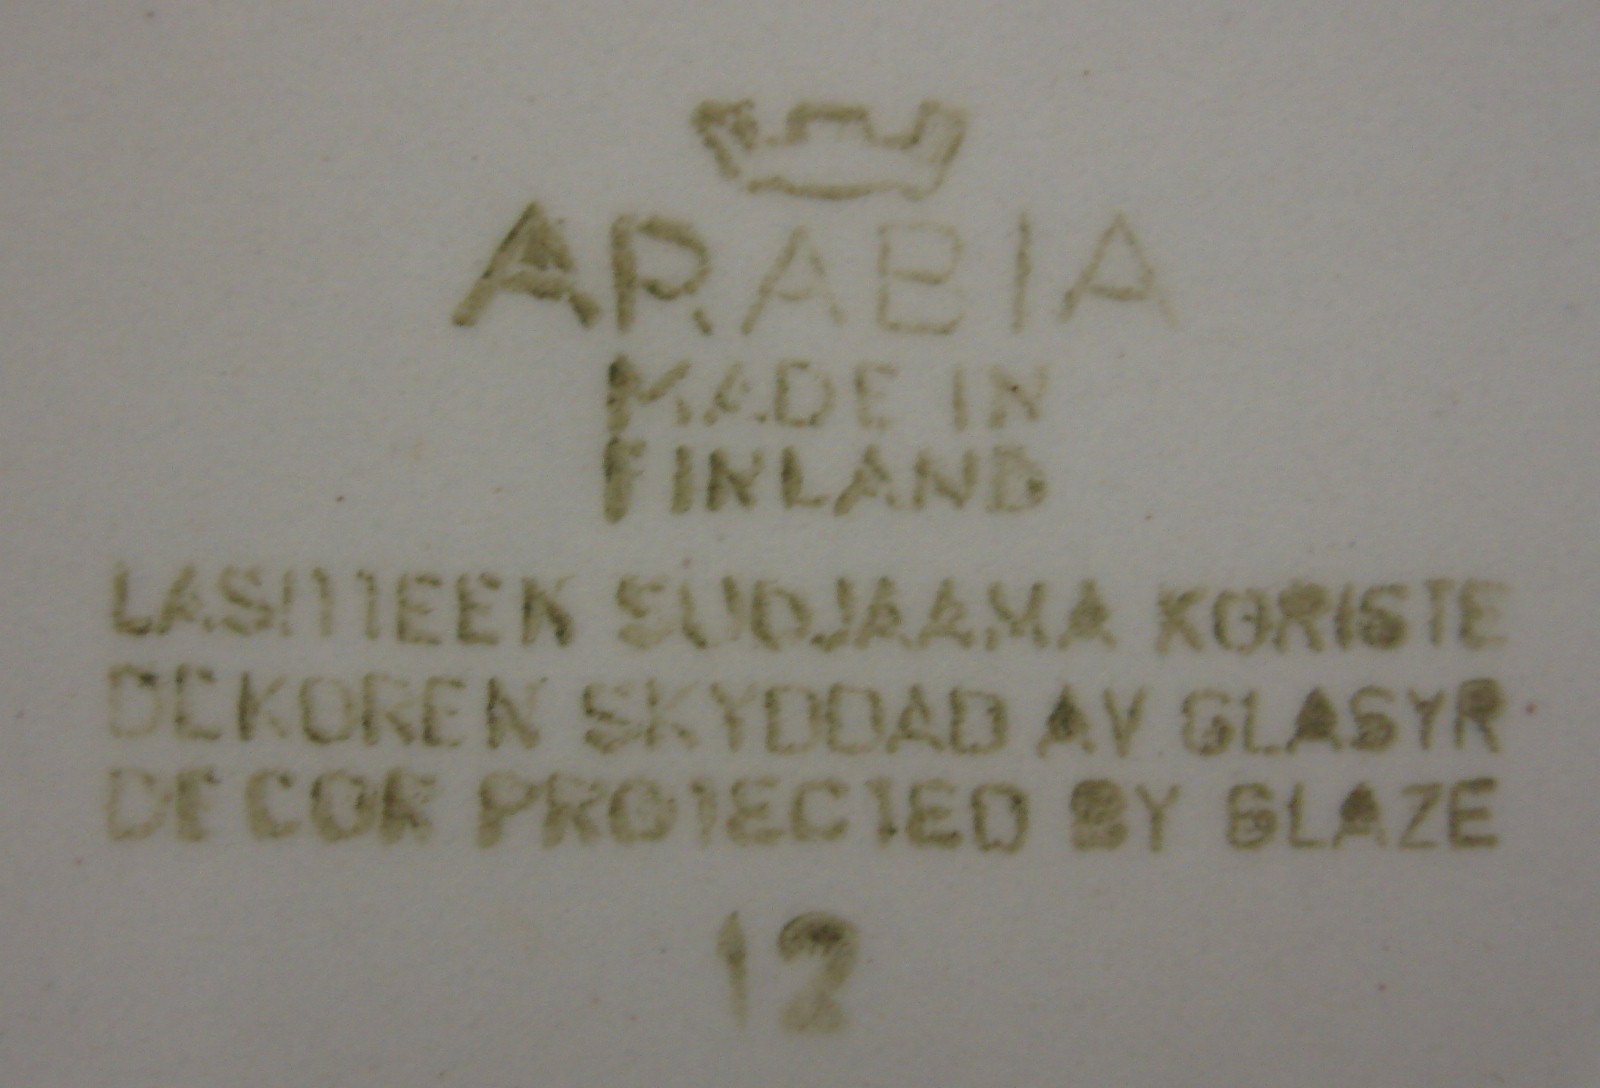 ARABIA
MADE IN
FINLAND
LASITTEEN SUOJAAMA KORISTE
DEKOREN SKYDDAD AV GLASYR
DECOR PROTECTED BY GLAZE
12